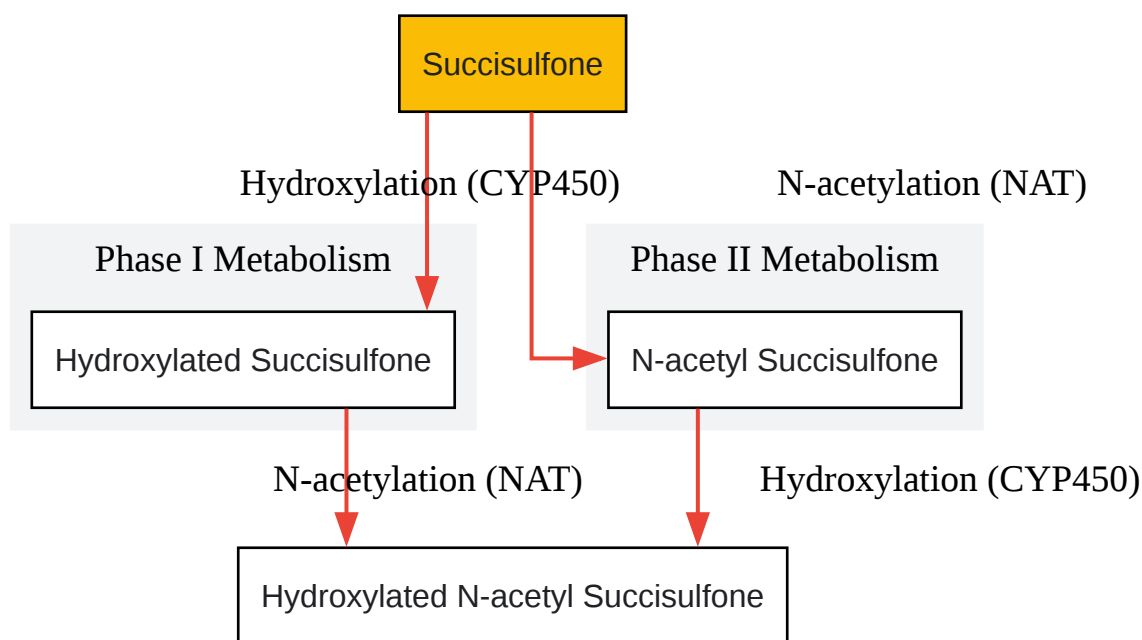 Succisulfone
Hydroxylation (CYP450)
N-acetylation (NAT)
Phase I Metabolism
Phase II Metabolism
Hydroxylated Succisulfone
N-acetyl Succisulfone
N-acetylation (NAT)
Hydroxylation (CYP450)
Hydroxylated N-acetyl Succisulfone